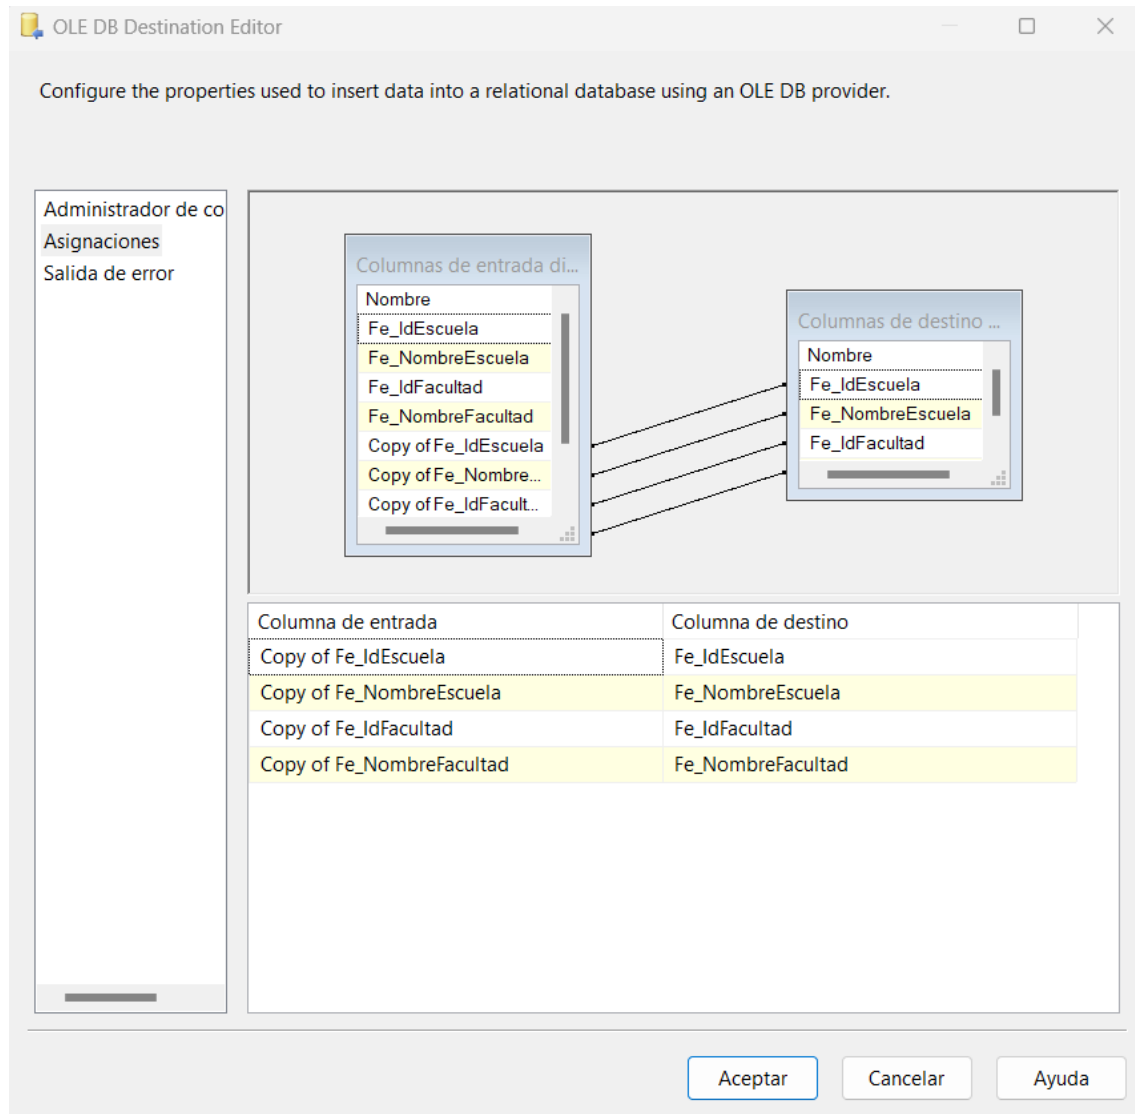 OLE DB Destination Editor
Configure the properties used to insert data into a relational database using an OLE DB provider.
Administrador de co
Asignaciones
Salida de error
Columnas de entrada di...
Nombre
Fe_IdEscuela
Fe_NombreEscuela
Fe_IdFacultad
Fe_NombreFacultad
Copy of Fe_IdEscuela
Copy of Fe_Nombre...
Copy of Fe_IdFacult...
Columnas de destino ...
Nombre
Fe_IdEscuela
Fe_NombreEscuela
Fe_IdFacultad
Columna de entrada Columna de destino
Copy of Fe_IdEscuela Fe_IdEscuela
Copy of Fe_NombreEscuela Fe_NombreEscuela
Copy of Fe_IdFacultad Fe_IdFacultad
Copy of Fe_NombreFacultad Fe_NombreFacultad
Aceptar Cancelar Ayuda